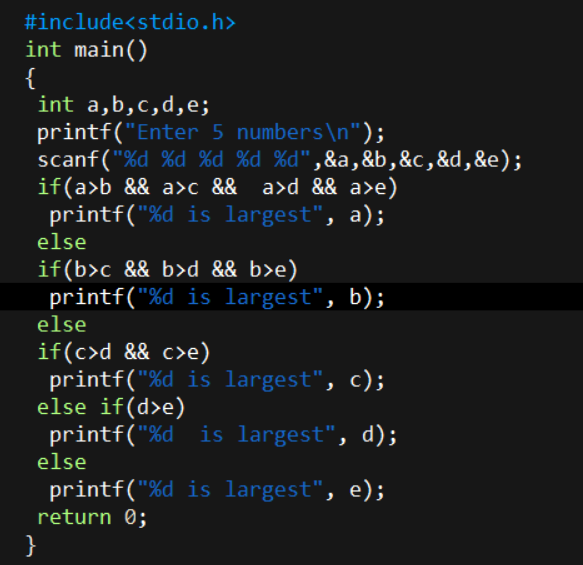 #include<stdio.h>
int main()
{
 int a,b,c,d,e;
 printf("Enter 5 numbers\n");
 scanf("%d %d %d %d %d",&a,&b,&c,&d,&e);
 if(a>b && a>c &&  a>d && a>e)
  printf("%d is largest", a);
 else
 if(b>c && b>d && b>e)
  printf("%d is largest", b);
 else
 if(c>d && c>e)
  printf("%d is largest", c);
 else if(d>e)
  printf("%d  is largest", d);
 else
  printf("%d is largest", e);
 return 0;
}